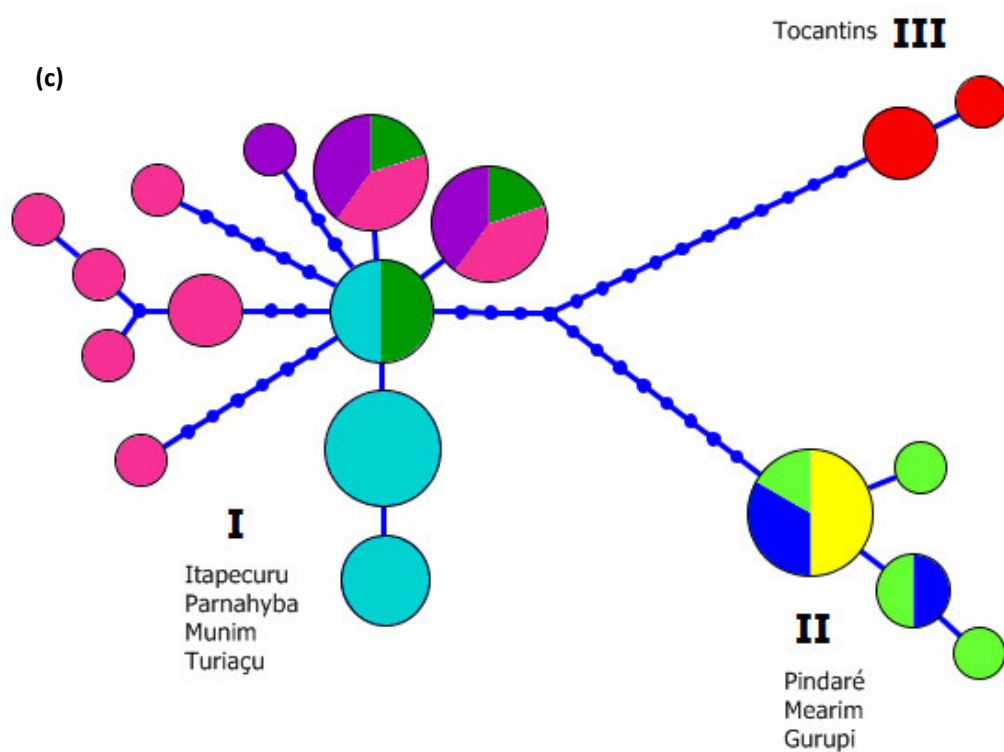 Tocantins III
(c)
I
Itapecuru
Parnahyba
Munim
Turiaçu
II
Pindaré
Mearim
Gurupi